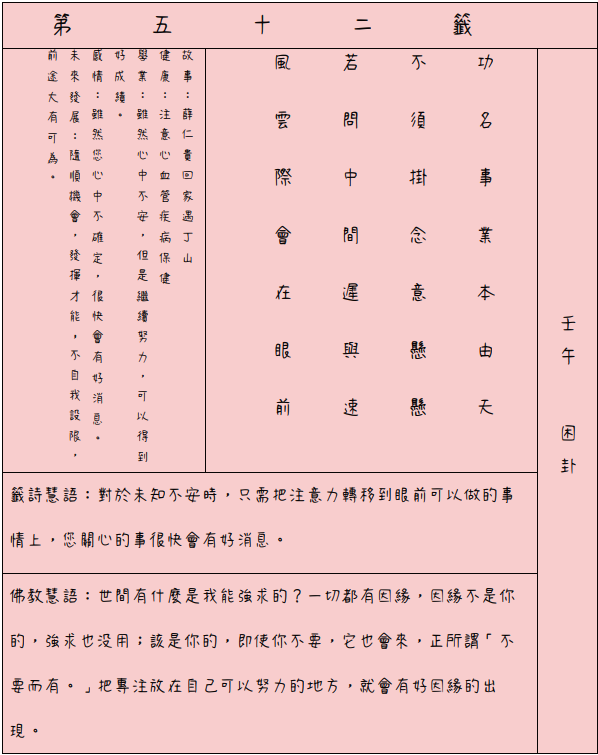 第五十二籤
壬午 困卦
功名事業本由天
不須掛念意懸懸
若問中間遲與速
風雲際會在眼前
故事：薛仁貴回家遇丁山
健康：注意心血管疾病保健
學業：雖然心中不安，但是繼續努力，可以得到
好成績。
感情：雖然您心中不確定，很快會有好消息。
未來發展：隨順機會，發揮才能，不自我設限，
前途大有可為。
籤詩慧語：對於未知不安時，只需把注意力轉移到眼前可以做的事
情上，您關心的事很快會有好消息。
佛教慧語：世間有什麼是我能強求的？一切都有因緣，因緣不是你
的，強求也没用；該是你的，即使你不要，它也會來，正所謂「不
要而有。」把專注放在自己可以努力的地方，就會有好因緣的出
現。